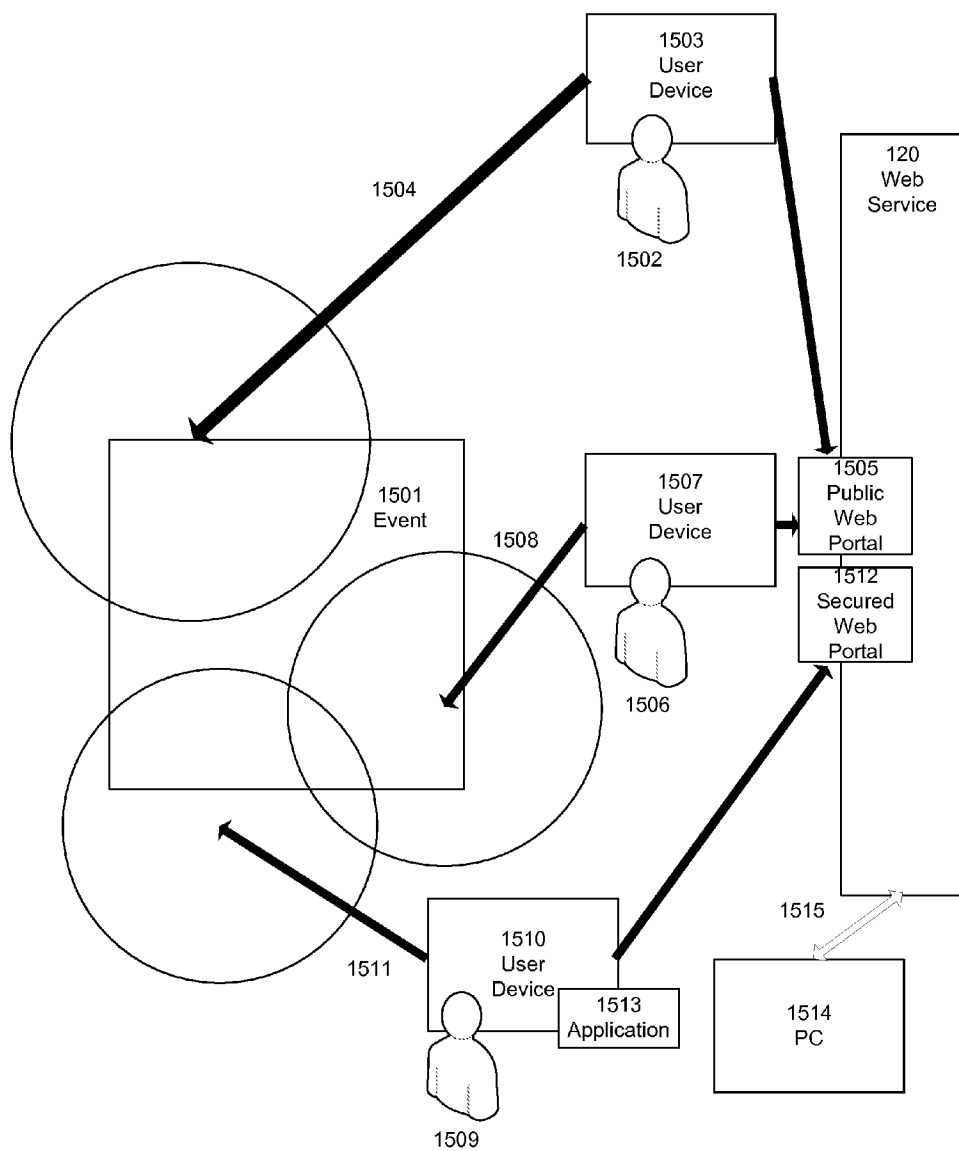 1503
User
Device
1504
120
Web
Service
1502
1501
Event
1505
Public
Web
Portal
1507
User
Device
1508
1512
Secured
Web
Portal
1506
1515
1510
User
Device
1511
1513
Application
1514
PC
1509